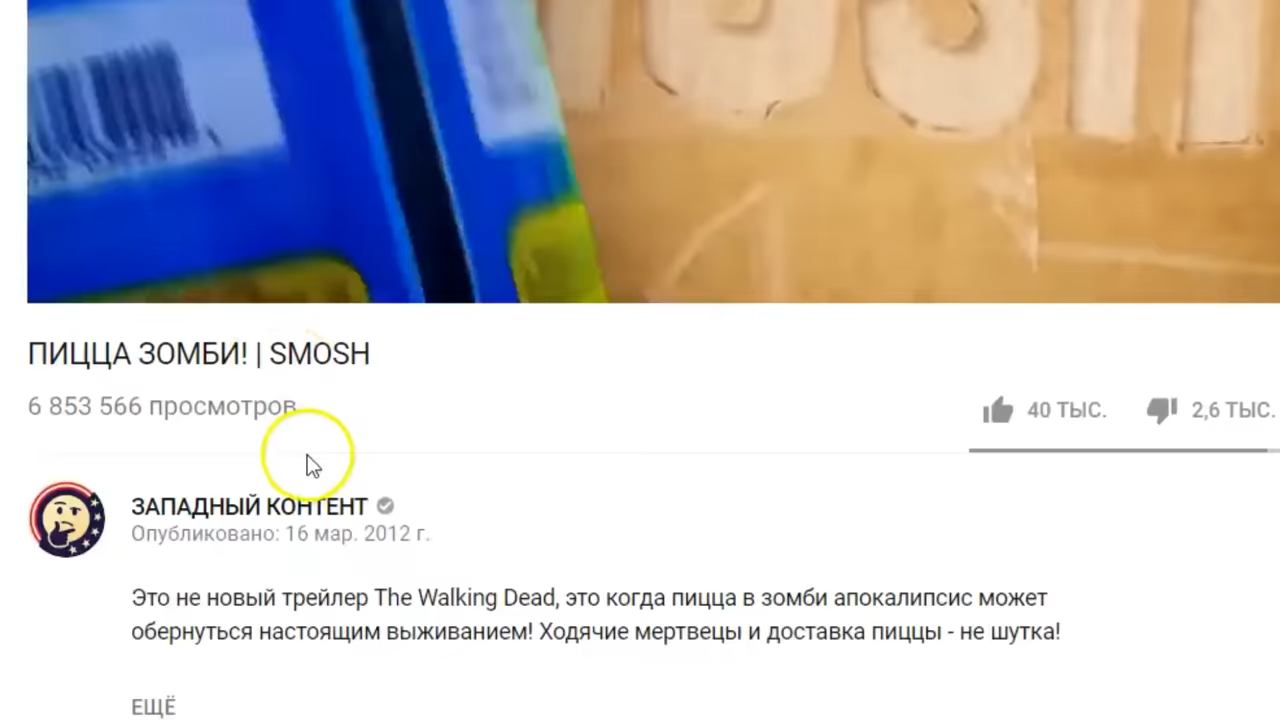 ПИЦЦА ЗОМБИ! | SMOSH
6 853 566 просмотров
40 ТЫС. 2,6 ТЫС.
ЗАПАДНЫЙ КОНТЕНТ
Опубликовано: 16 мар. 2012 г.
Это не новый трейлер The Walking Dead, это когда пицца в зомби апокалипсис может
обернуться настоящим выживанием! Ходячие мертвецы и доставка пиццы - не шутка!
ЕЩЁ